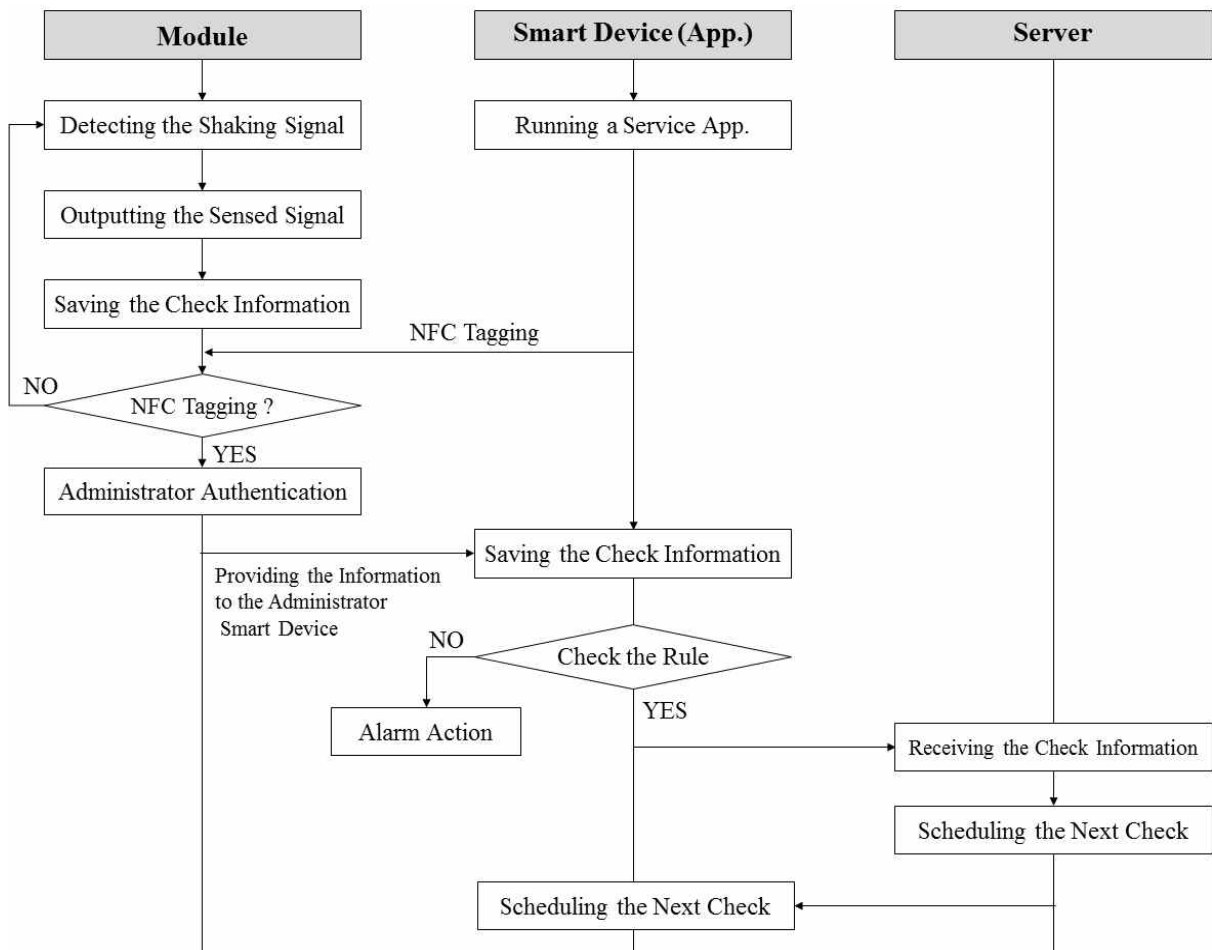 Module
Smart Device (App.)
Server
Detecting the Shaking Signal
Running a Service App.
Outputting the Sensed Signal
Saving the Check Information
NFC Tagging
NO
NFC Tagging ?
YES
Administrator Authentication
Saving the Check Information
Providing the Information
to the Administrator
Smart Device
NO
Check the Rule
YES
Alarm Action
Receiving the Check Information
Scheduling the Next Check
Scheduling the Next Check